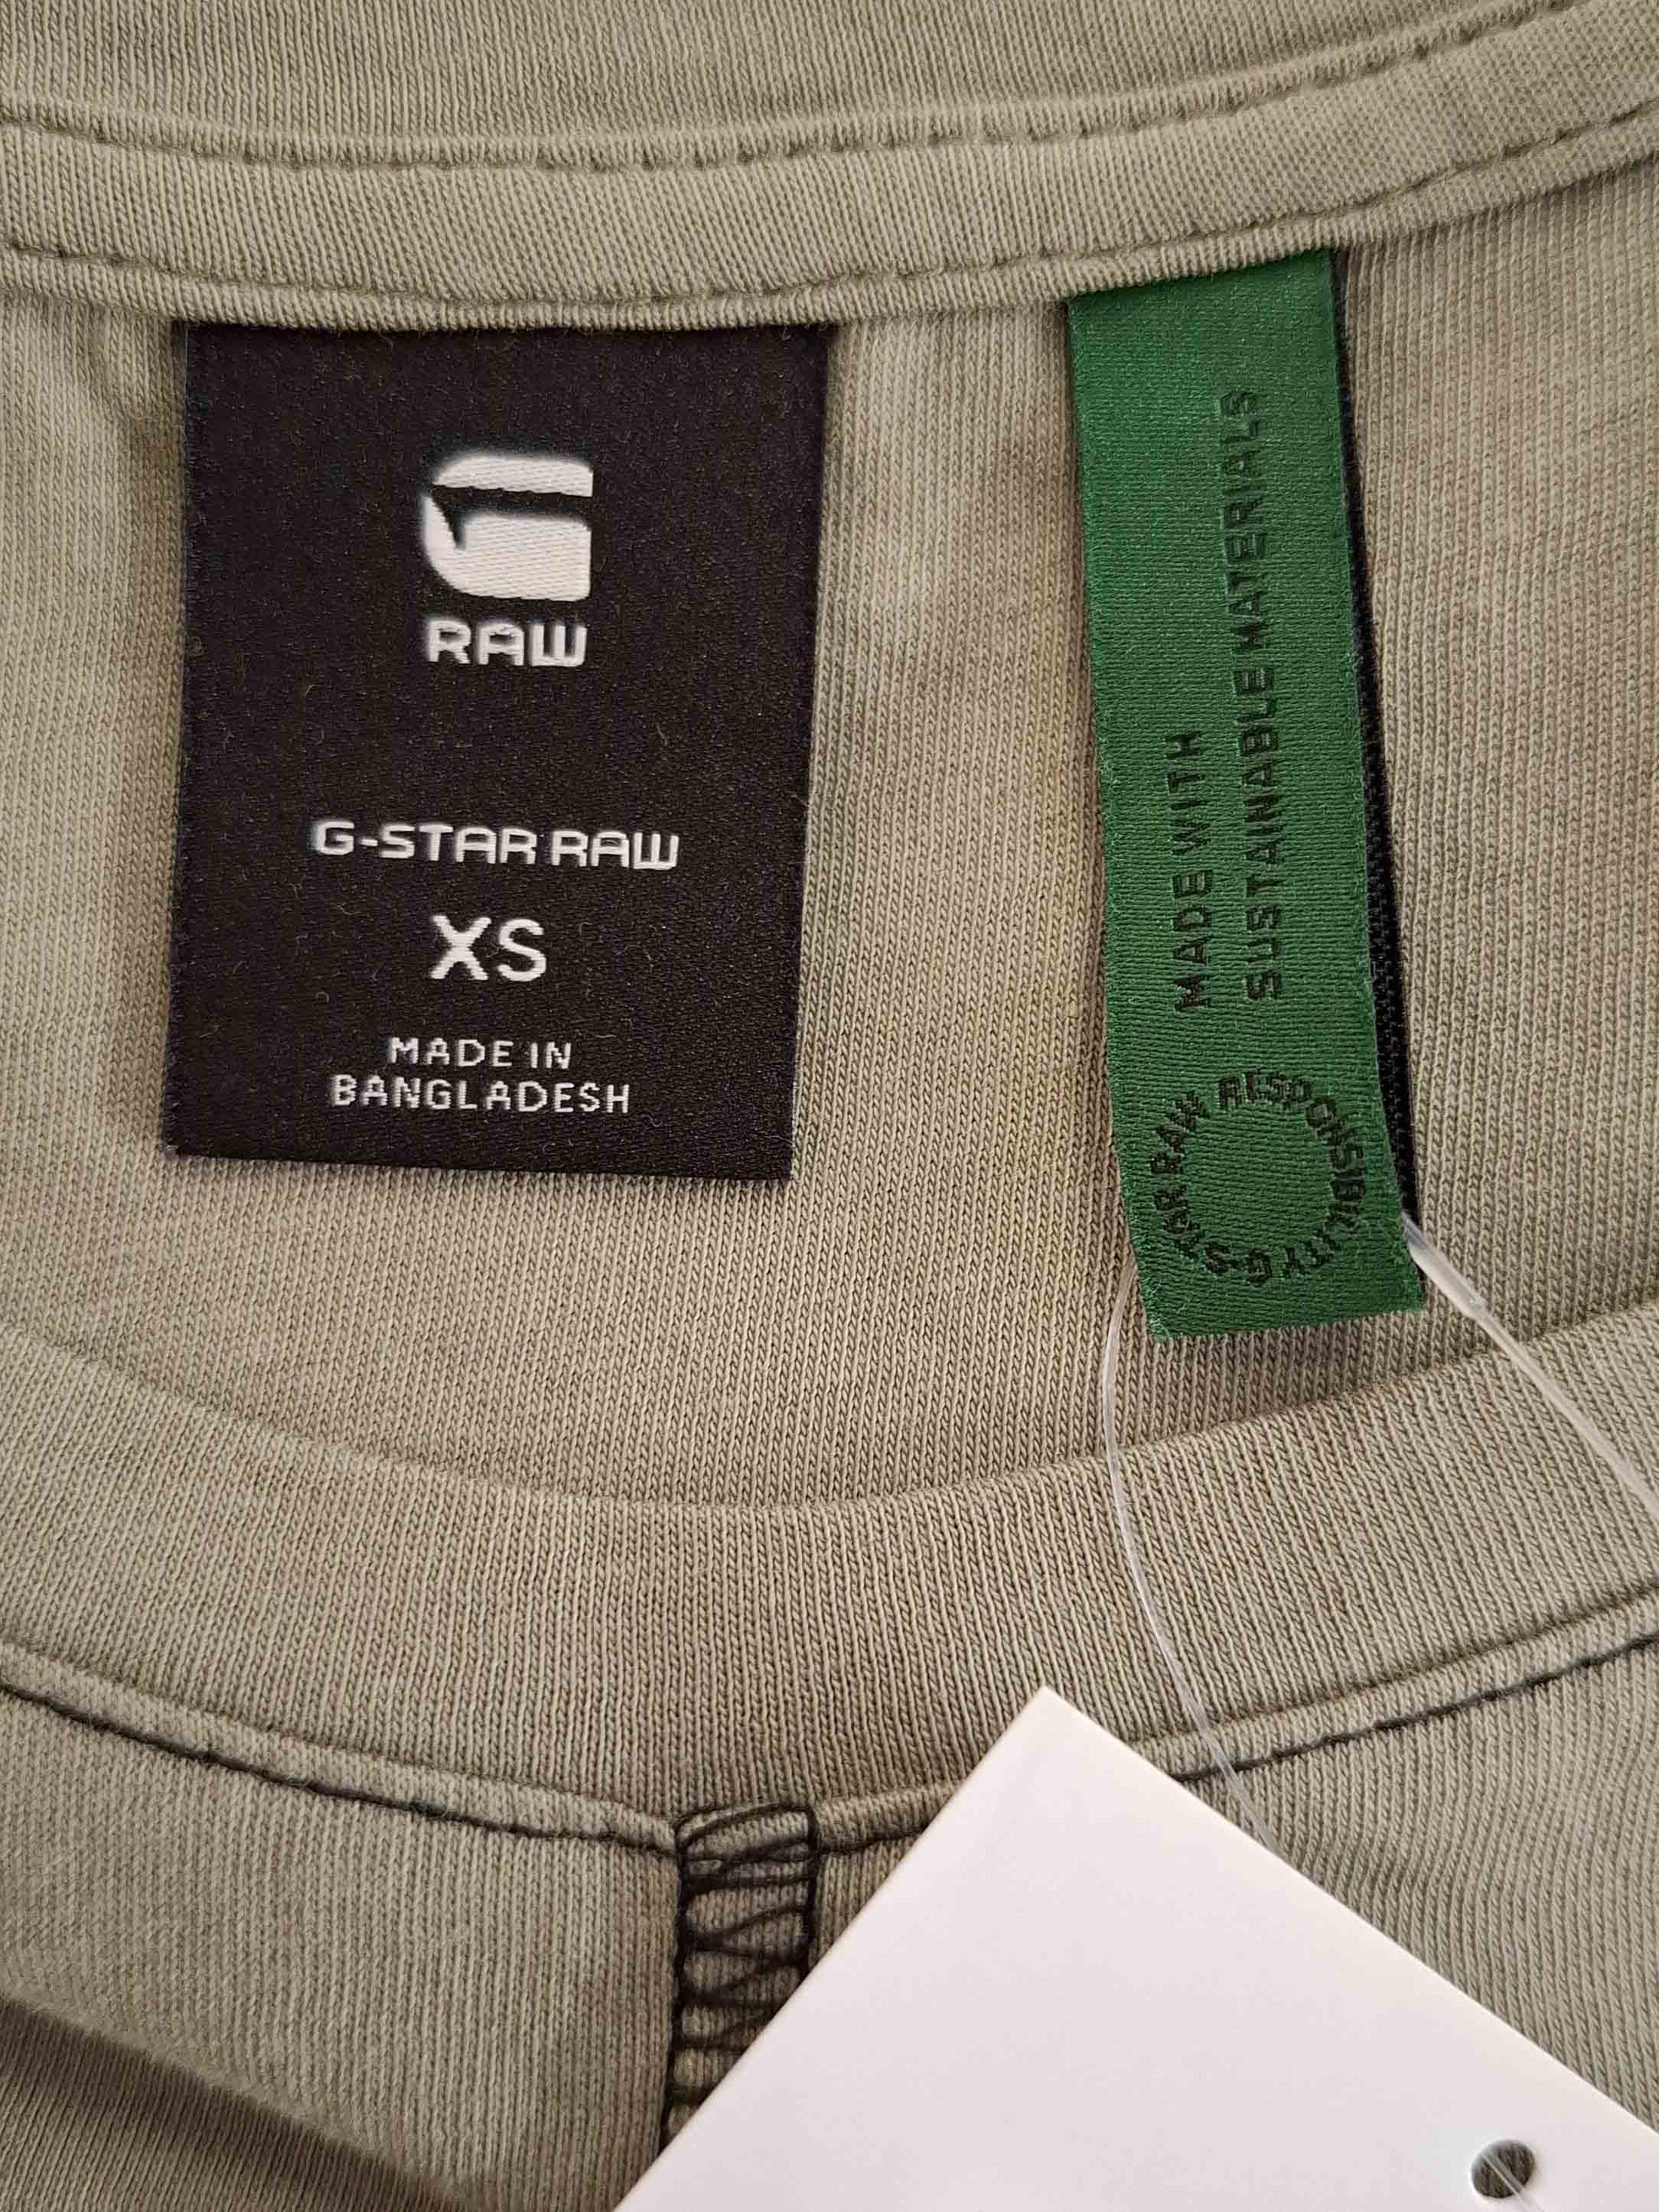 RAW
G-STAR RAW
XS
MADE IN
BANGLADESH
MADE WITH
SUSTAINABLE MATERIALS
RESPONSIBILITY G-STAR RAW